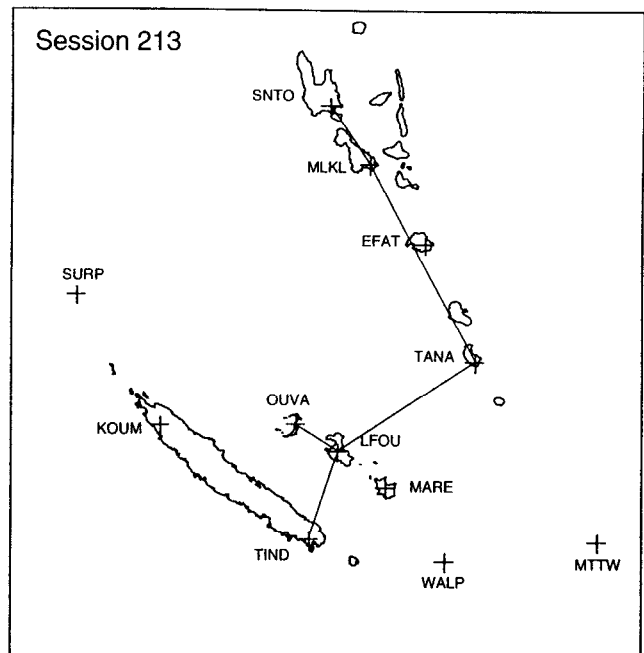 Session 213
SNTO
MLKL
EFAT
SURP
TANA
OUVA
KOUM
LFOU
MARE
TIND
WALP
MTTW